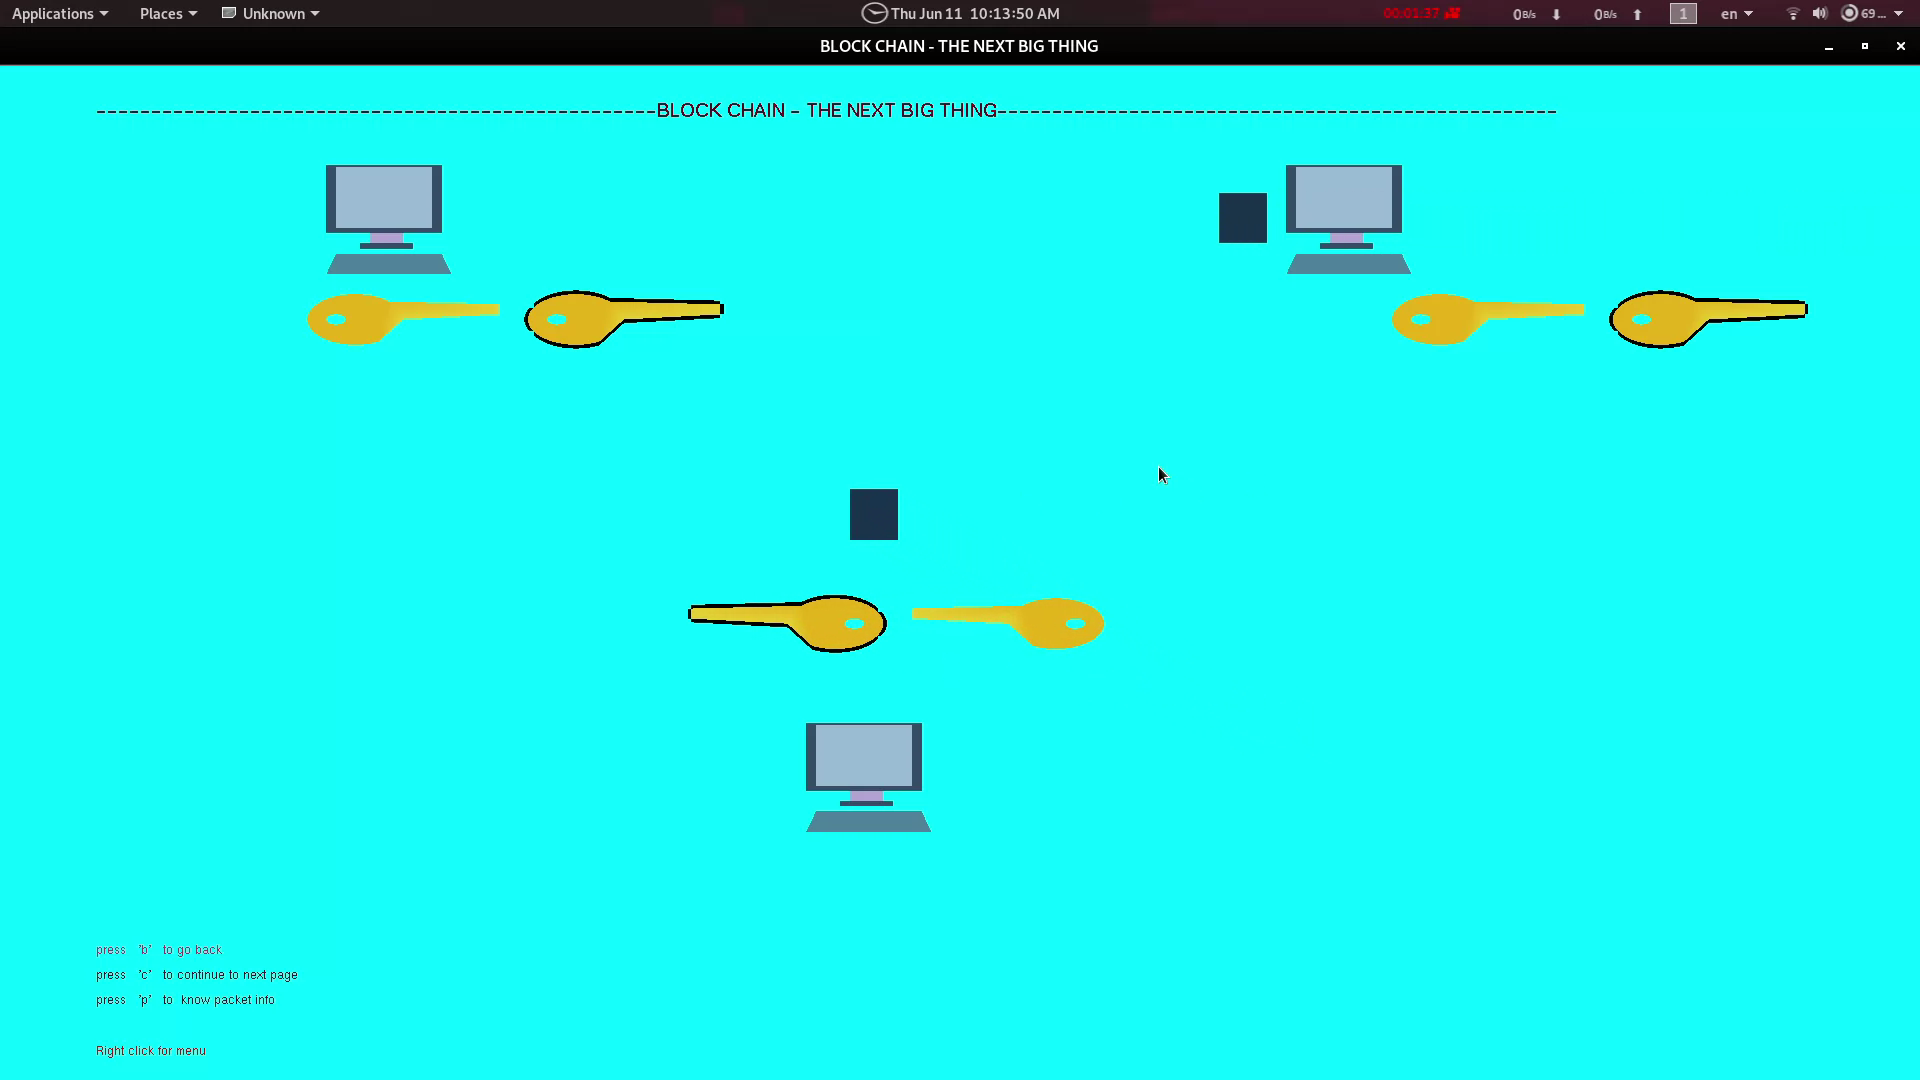 Applications Places Unknown Thu Jun 11 10:13:50 AM 00:01:37 0B/s 0B/s 1 en 69...
BLOCK CHAIN - THE NEXT BIG THING
---------------------------------------------------BLOCK CHAIN - THE NEXT BIG THING---------------------------------------------------
press 'b' to go back
press 'c' to continue to next page
press 'p' to know packet info
Right click for menu